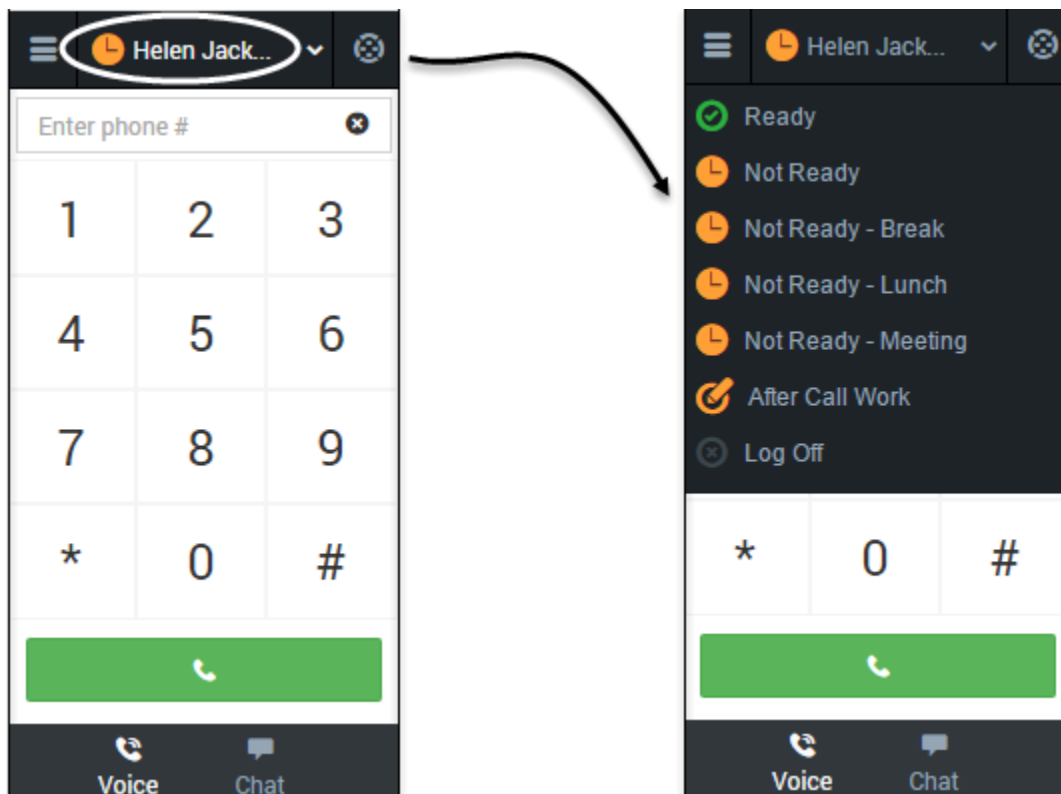 Helen Jack...
Enter phone #
1 2 3
4 5 6
7 8 9
* 0 #
Voice Chat
Helen Jack...
Ready
Not Ready
Not Ready - Break
Not Ready - Lunch
Not Ready - Meeting
After Call Work
Log Off
* 0 #
Voice Chat